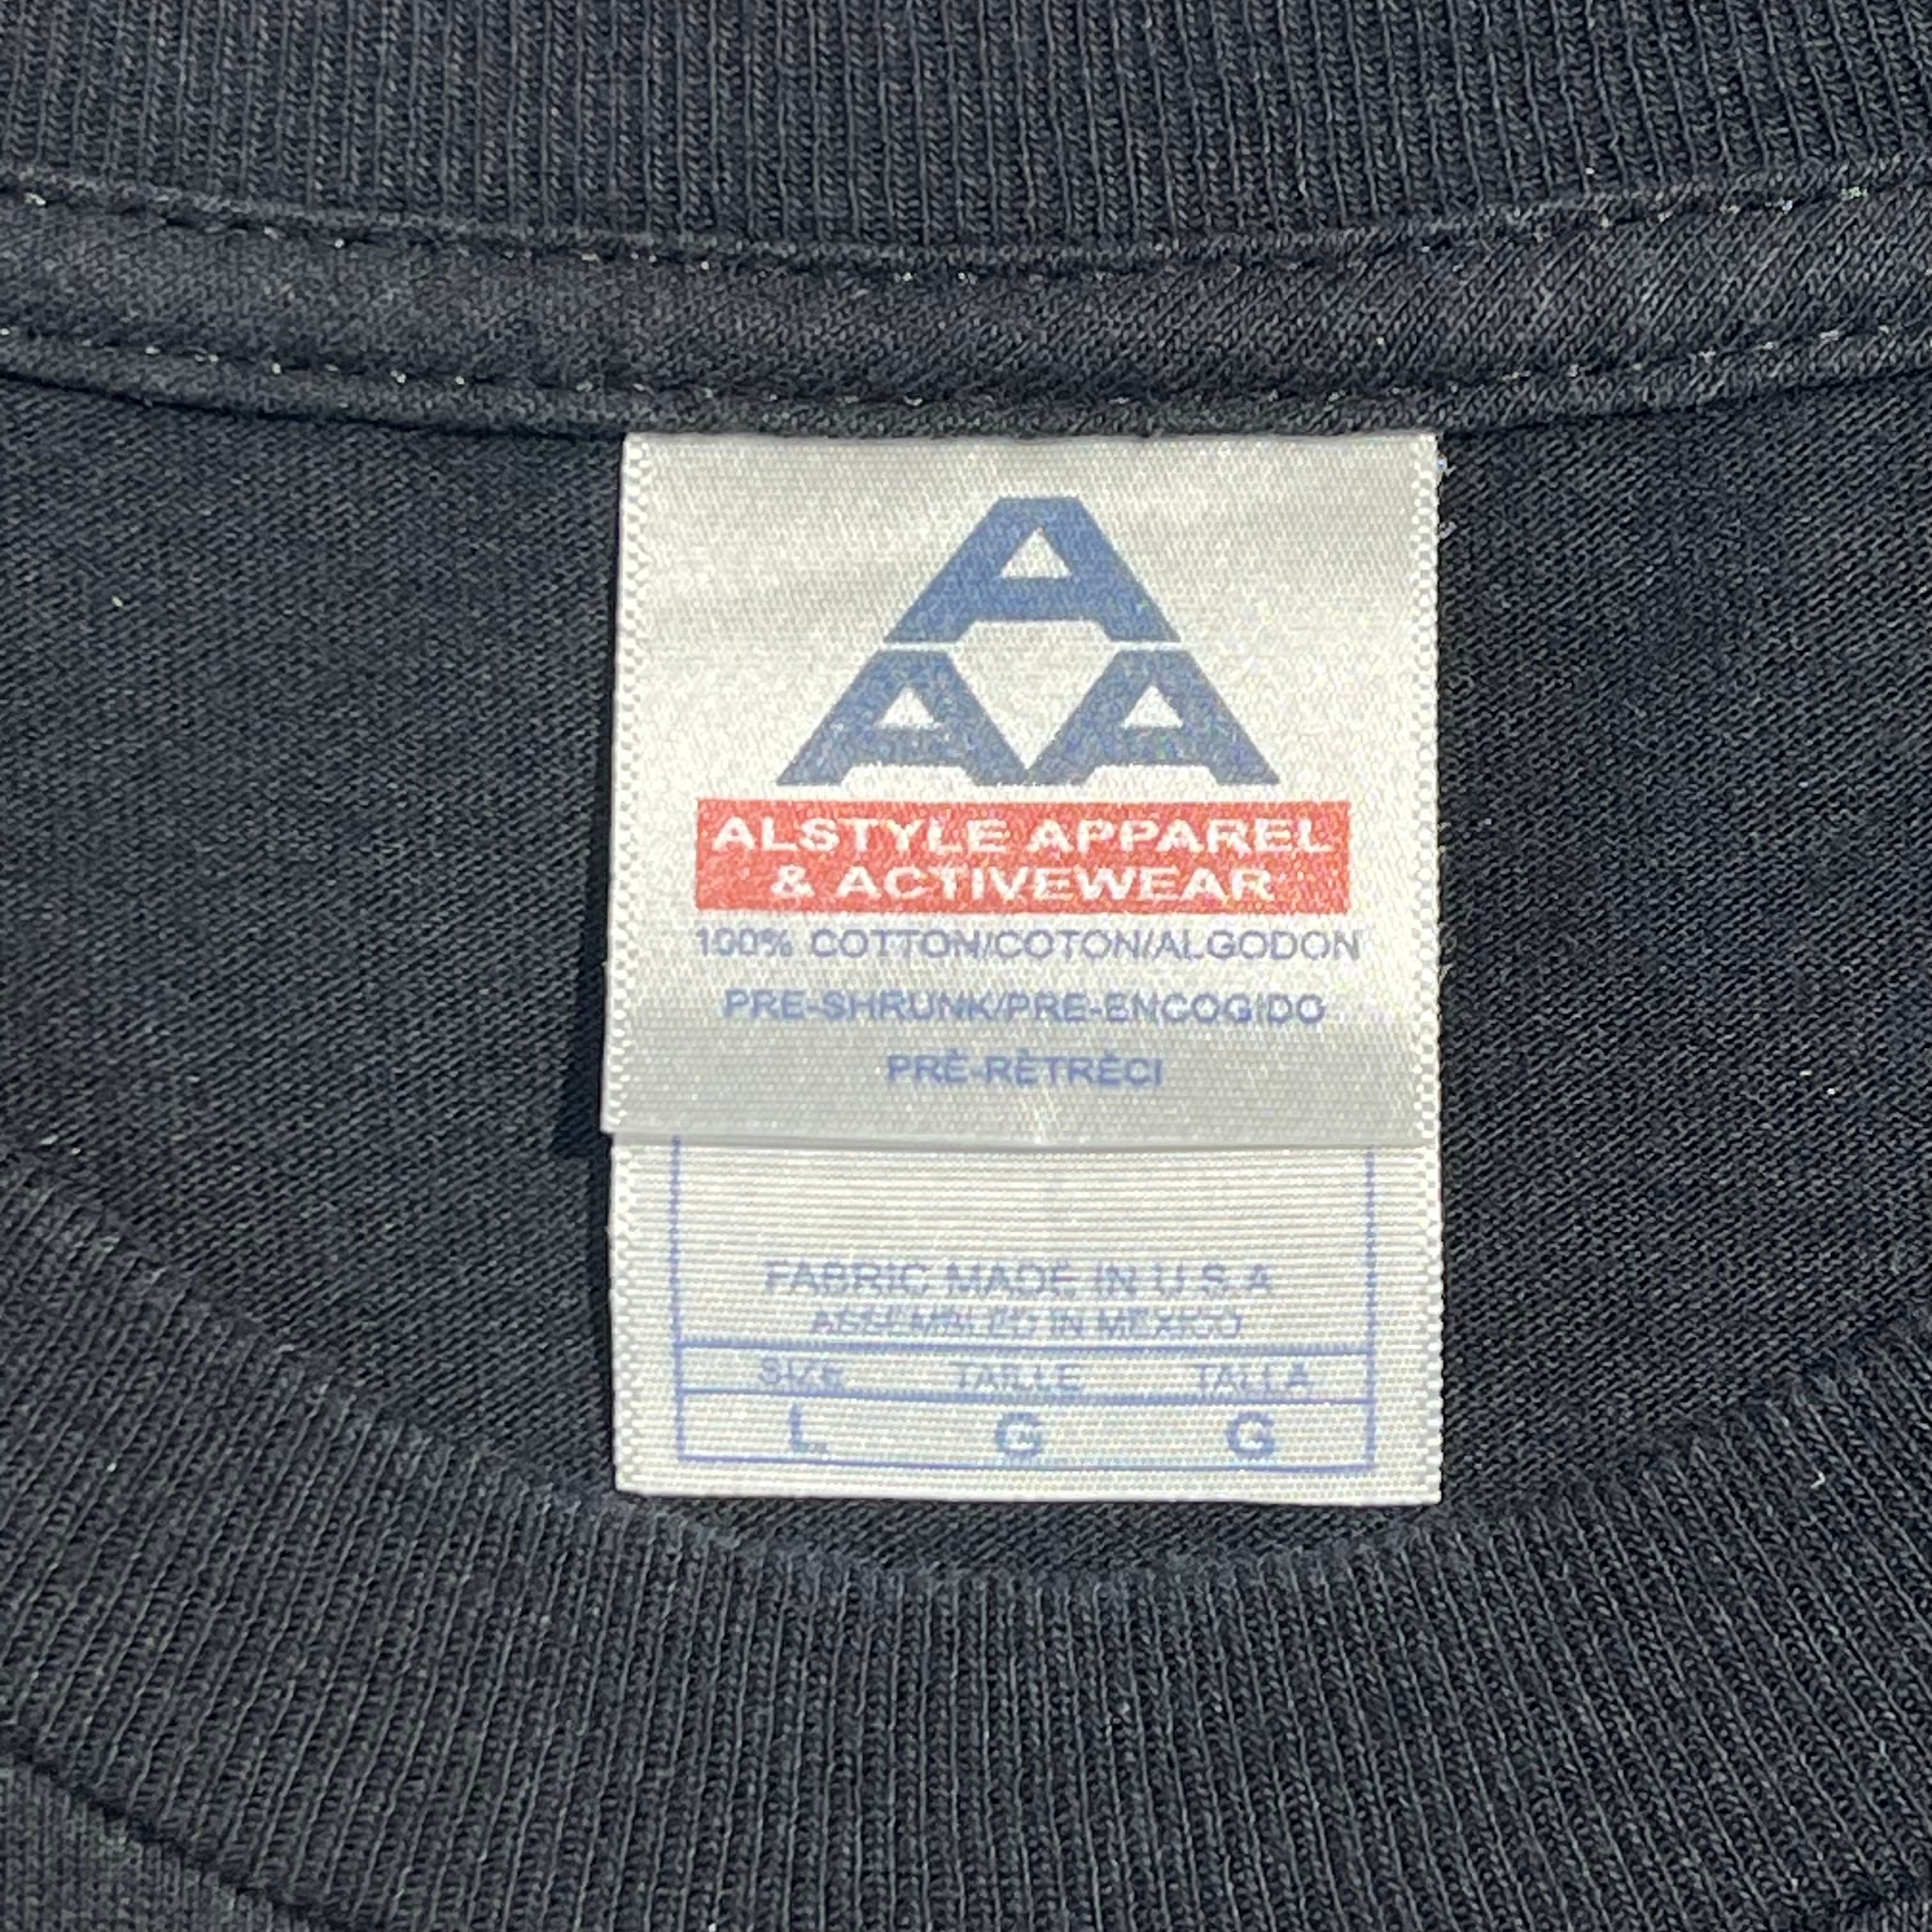 A
AA
ALSTYLE APPAREL
& ACTIVEWEAR
100% COTTON/COTON/ALGODON
PRE-SHRUNK/PRE-ENCOGIDO
PRÉ-RÉTRÉCI
FABRIC MADE IN U.S.A
ASSEMBLED IN MEXICO
SIZE TAILLE TALLA
L G G